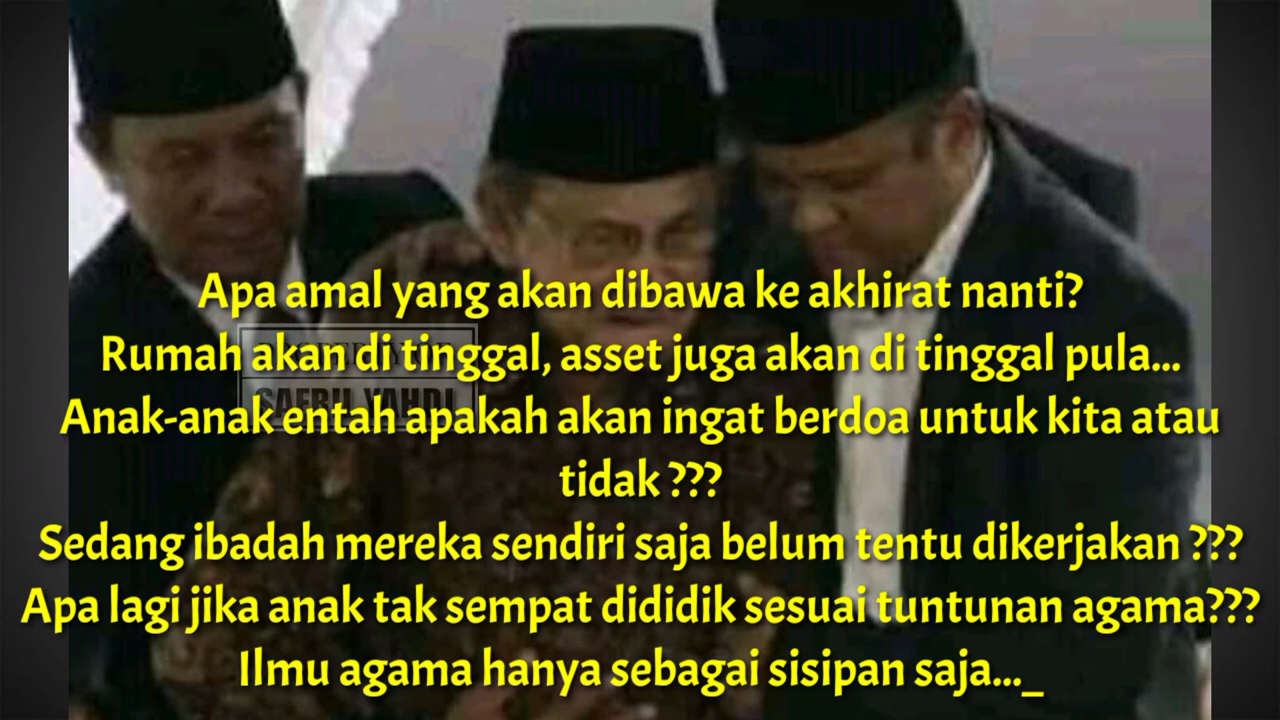 Apa amal yang akan dibawa ke akhirat nanti?
Rumah akan di tinggal, asset juga akan di tinggal pula...
Anak-anak entah apakah akan ingat berdoa untuk kita atau
tidak ???
Sedang ibadah mereka sendiri saja belum tentu dikerjakan ???
Apa lagi jika anak tak sempat dididik sesuai tuntunan agama???
Ilmu agama hanya sebagai sisipan saja..._
SAFRIL YAHDI